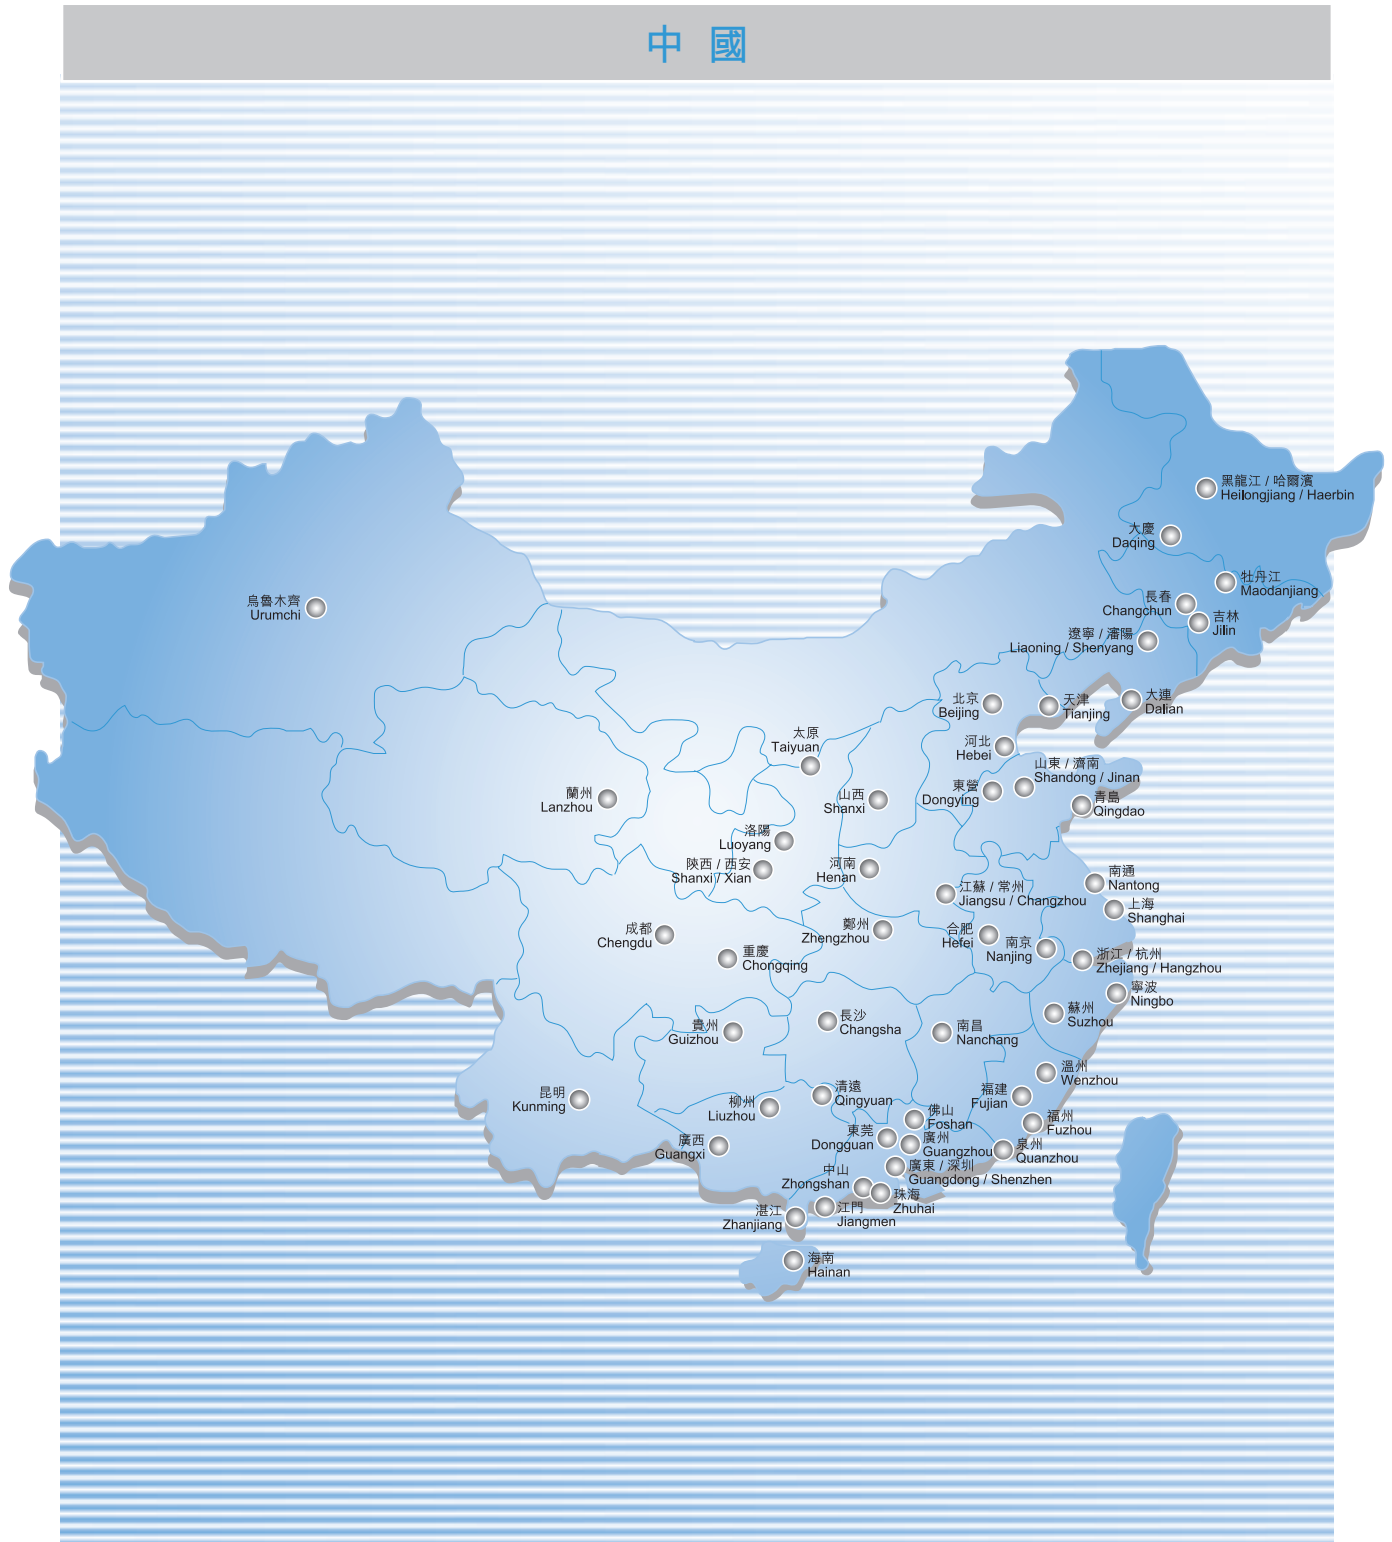 中國
黑龍江 / 哈爾濱
Heilongjiang / Haerbin
大慶
Daqing
牡丹江
Maodanjiang
長春
Changchun
吉林
Jilin
遼寧 / 瀋陽
Liaoning / Shenyang
烏魯木齊
Urumchi
北京
Beijing
天津
Tianjing
大連
Dalian
河北
Hebei
太原
Taiyuan
山東 / 濟南
Shandong / Jinan
東營
Dongying
青島
Qingdao
蘭州
Lanzhou
山西
Shanxi
洛陽
Luoyang
陝西 / 西安
Shanxi / Xian
河南
Henan
南通
Nantong
江蘇 / 常州
Jiangsu / Changzhou
上海
Shanghai
成都
Chengdu
鄭州
Zhengzhou
合肥
Hefei
南京
Nanjing
重慶
Chongqing
浙江 / 杭州
Zhejiang / Hangzhou
寧波
Ningbo
蘇州
Suzhou
長沙
Changsha
貴州
Guizhou
南昌
Nanchang
溫州
Wenzhou
昆明
Kunming
柳州
Liuzhou
清遠
Qingyuan
福建
Fujian
佛山
Foshan
福州
Fuzhou
東莞
Dongguan
廣州
Guangzhou
泉州
Quanzhou
廣西
Guangxi
廣東 / 深圳
Guangdong / Shenzhen
中山
Zhongshan
珠海
Zhuhai
湛江
Zhanjiang
江門
Jiangmen
海南
Hainan